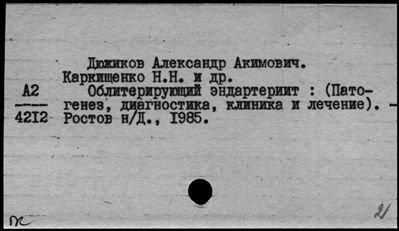 Дюжиков Александр Акимович.
Каркищенко Н.Н. и др.
А2 Облитерирующий эндартериит : (Пато-
генез, диагностика, клиника и лечение). -
4212 Ростов н/Д., 1985.